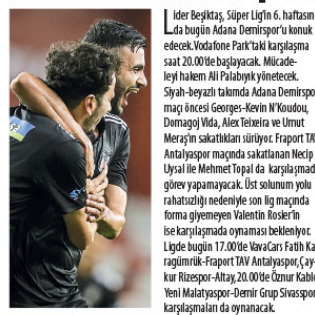 Lider Beşiktaş, Süper Lig'in 6. haftasın
da bugün Adana Demirspor'u konuk
edecek.Vodafone Park'taki karşılaşma
saat 20.00'de başlayacak. Mücade-
leyi hakem Ali Palabıyık yönetecek.
Siyah-beyazlı takımda Adana Demirspo
maçı öncesi Georges-Kevin N'Koudou,
Domagoj Vida, Alex Teixeira ve Umut
Meraş'ın sakatlıkları sürüyor. Fraport TAV
Antalyaspor maçında sakatlanan Necip
Uysal ile Mehmet Topal da karşılaşmad
görev yapamayacak. Üst solunum yolu
rahatsızlığı nedeniyle son lig maçında
forma giyemeyen Valentin Rosier'in
ise karşılaşmada oynaması bekleniyor.
Ligde bugün 17.00'de VavaCars Fatih Ka
ragümrük-Fraport TAV Antalyaspor, Çay-
kur Rizespor-Altay, 20.00'de Öznur Kablo
Yeni Malatyaspor-Demir Grup Sivasspor
karşılaşmaları da oynanacak.